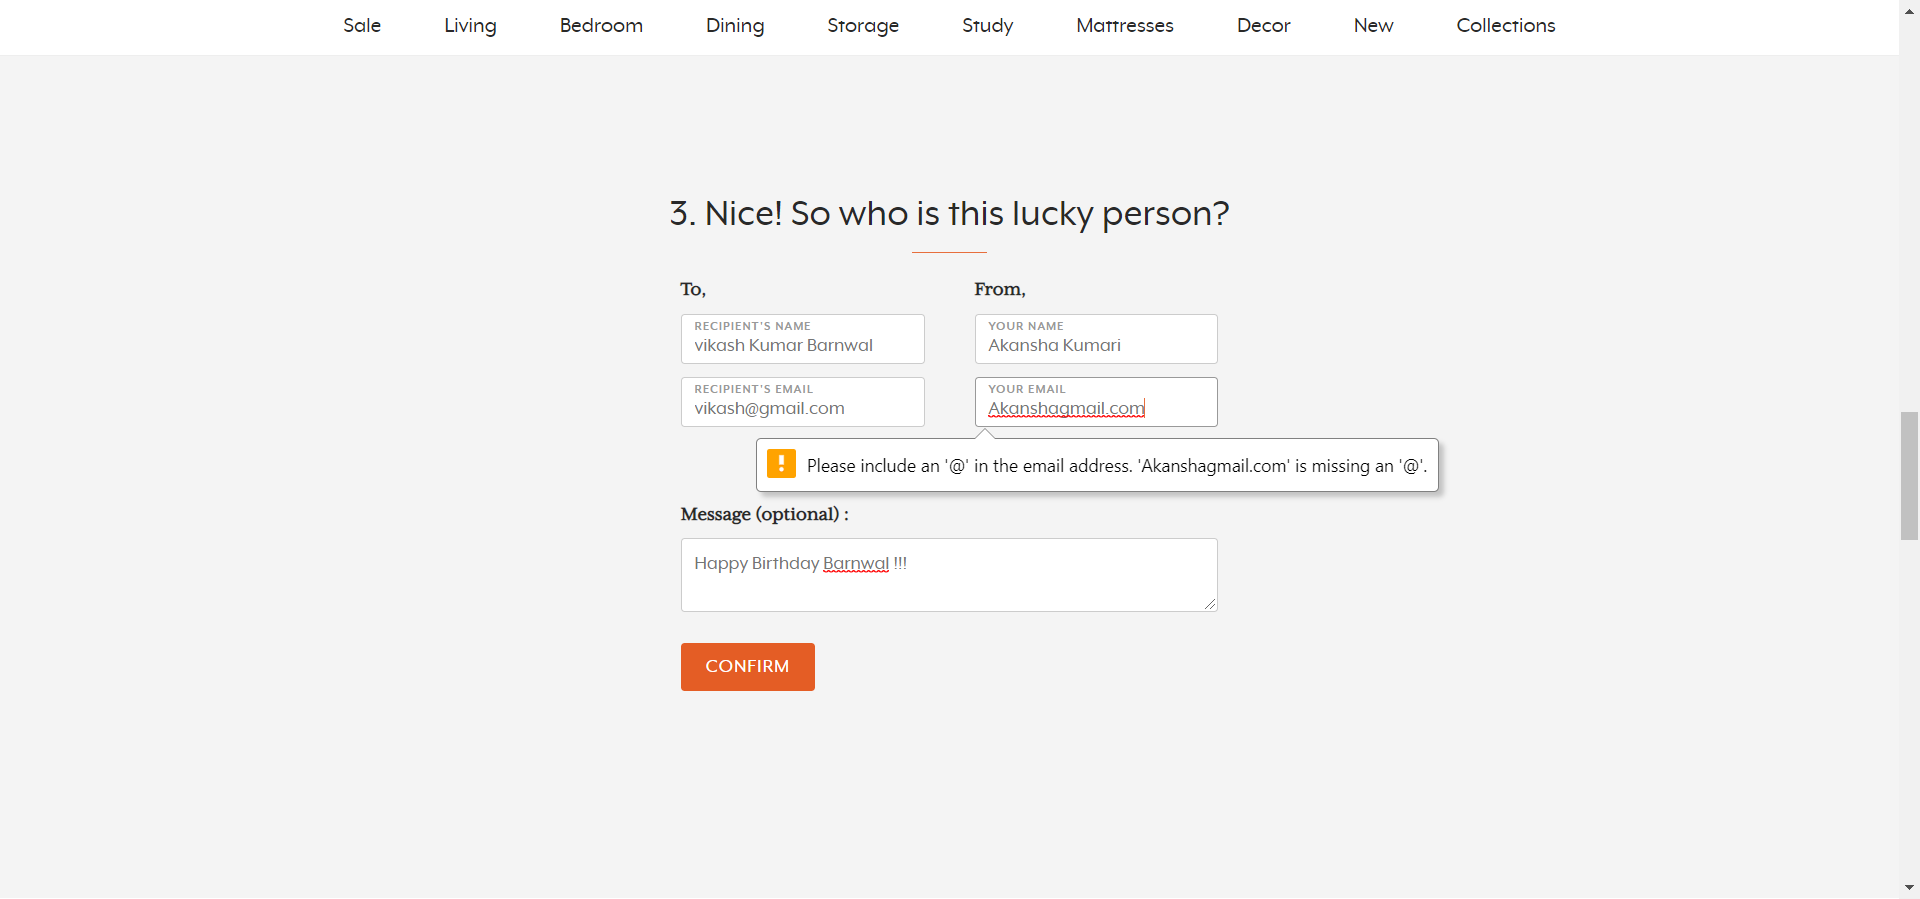 Sale Living Bedroom Dining Storage Study Mattresses Decor New Collections
3. Nice! So who is this lucky person?
To,
From,
RECIPIENT'S NAME
vikash Kumar Barnwal
YOUR NAME
Akansha Kumari
RECIPIENT'S EMAIL
vikash@gmail.com
YOUR EMAIL
Akanshagmail.com
Please include an '@' in the email address. 'Akanshagmail.com' is missing an '@'.
Message (optional) :
Happy Birthday Barnwal !!!
CONFIRM